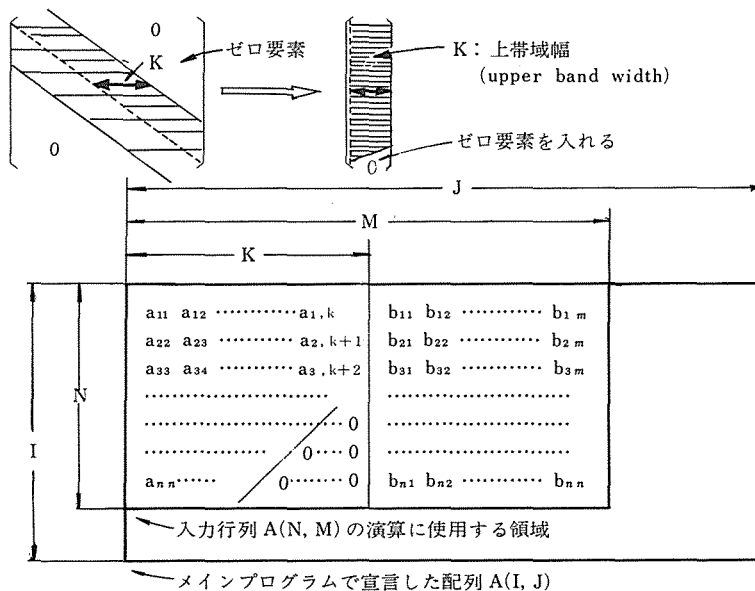 0
ゼロ要素
K
0
K: 上帯域幅
(upper band width)
ゼロ要素を入れる
0
J
M
K
N
I
a11 a12 ………… a1,k b11 b12 ………… b1m
a22 a23 ………… a2,k+1 b21 b22 ………… b2m
a33 a34 ………… a3,k+2 b31 b32 ………… b3m
…………………… ……………………
…………………… 0 ……………………
………………… 0…… 0 ……………………
ann…… 0……… 0 bn1 bn2 ………… bnn
入力行列 A(N, M) の演算に使用する領域
メインプログラムで宣言した配列 A(I, J)